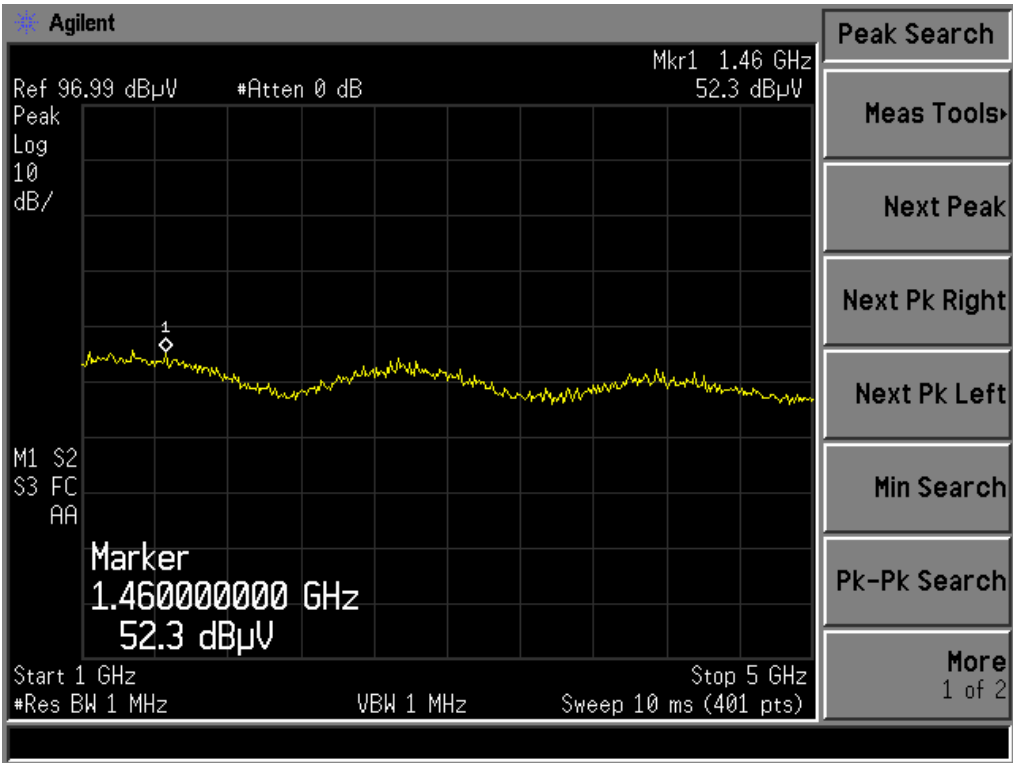 Agilent
Peak Search
Mkr1 1.46 GHz
Ref 96.99 dBµV #Atten 0 dB 52.3 dBµV
Peak
Log
10
dB/
1
M1 S2
S3 FC
AA
Marker
1.460000000 GHz
52.3 dBµV
Start 1 GHz Stop 5 GHz
#Res BW 1 MHz VBW 1 MHz Sweep 10 ms (401 pts)
Meas Tools
Next Peak
Next Pk Right
Next Pk Left
Min Search
Pk-Pk Search
More
1 of 2